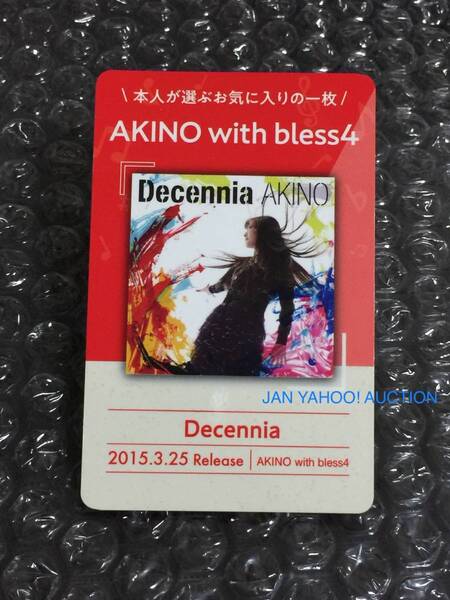 \ 本人が選ぶお気に入りの一枚 /
AKINO with bless4
Decennia AKINO
JAN YAHOO! AUCTION
Decennia
2015.3.25 Release | AKINO with bless4